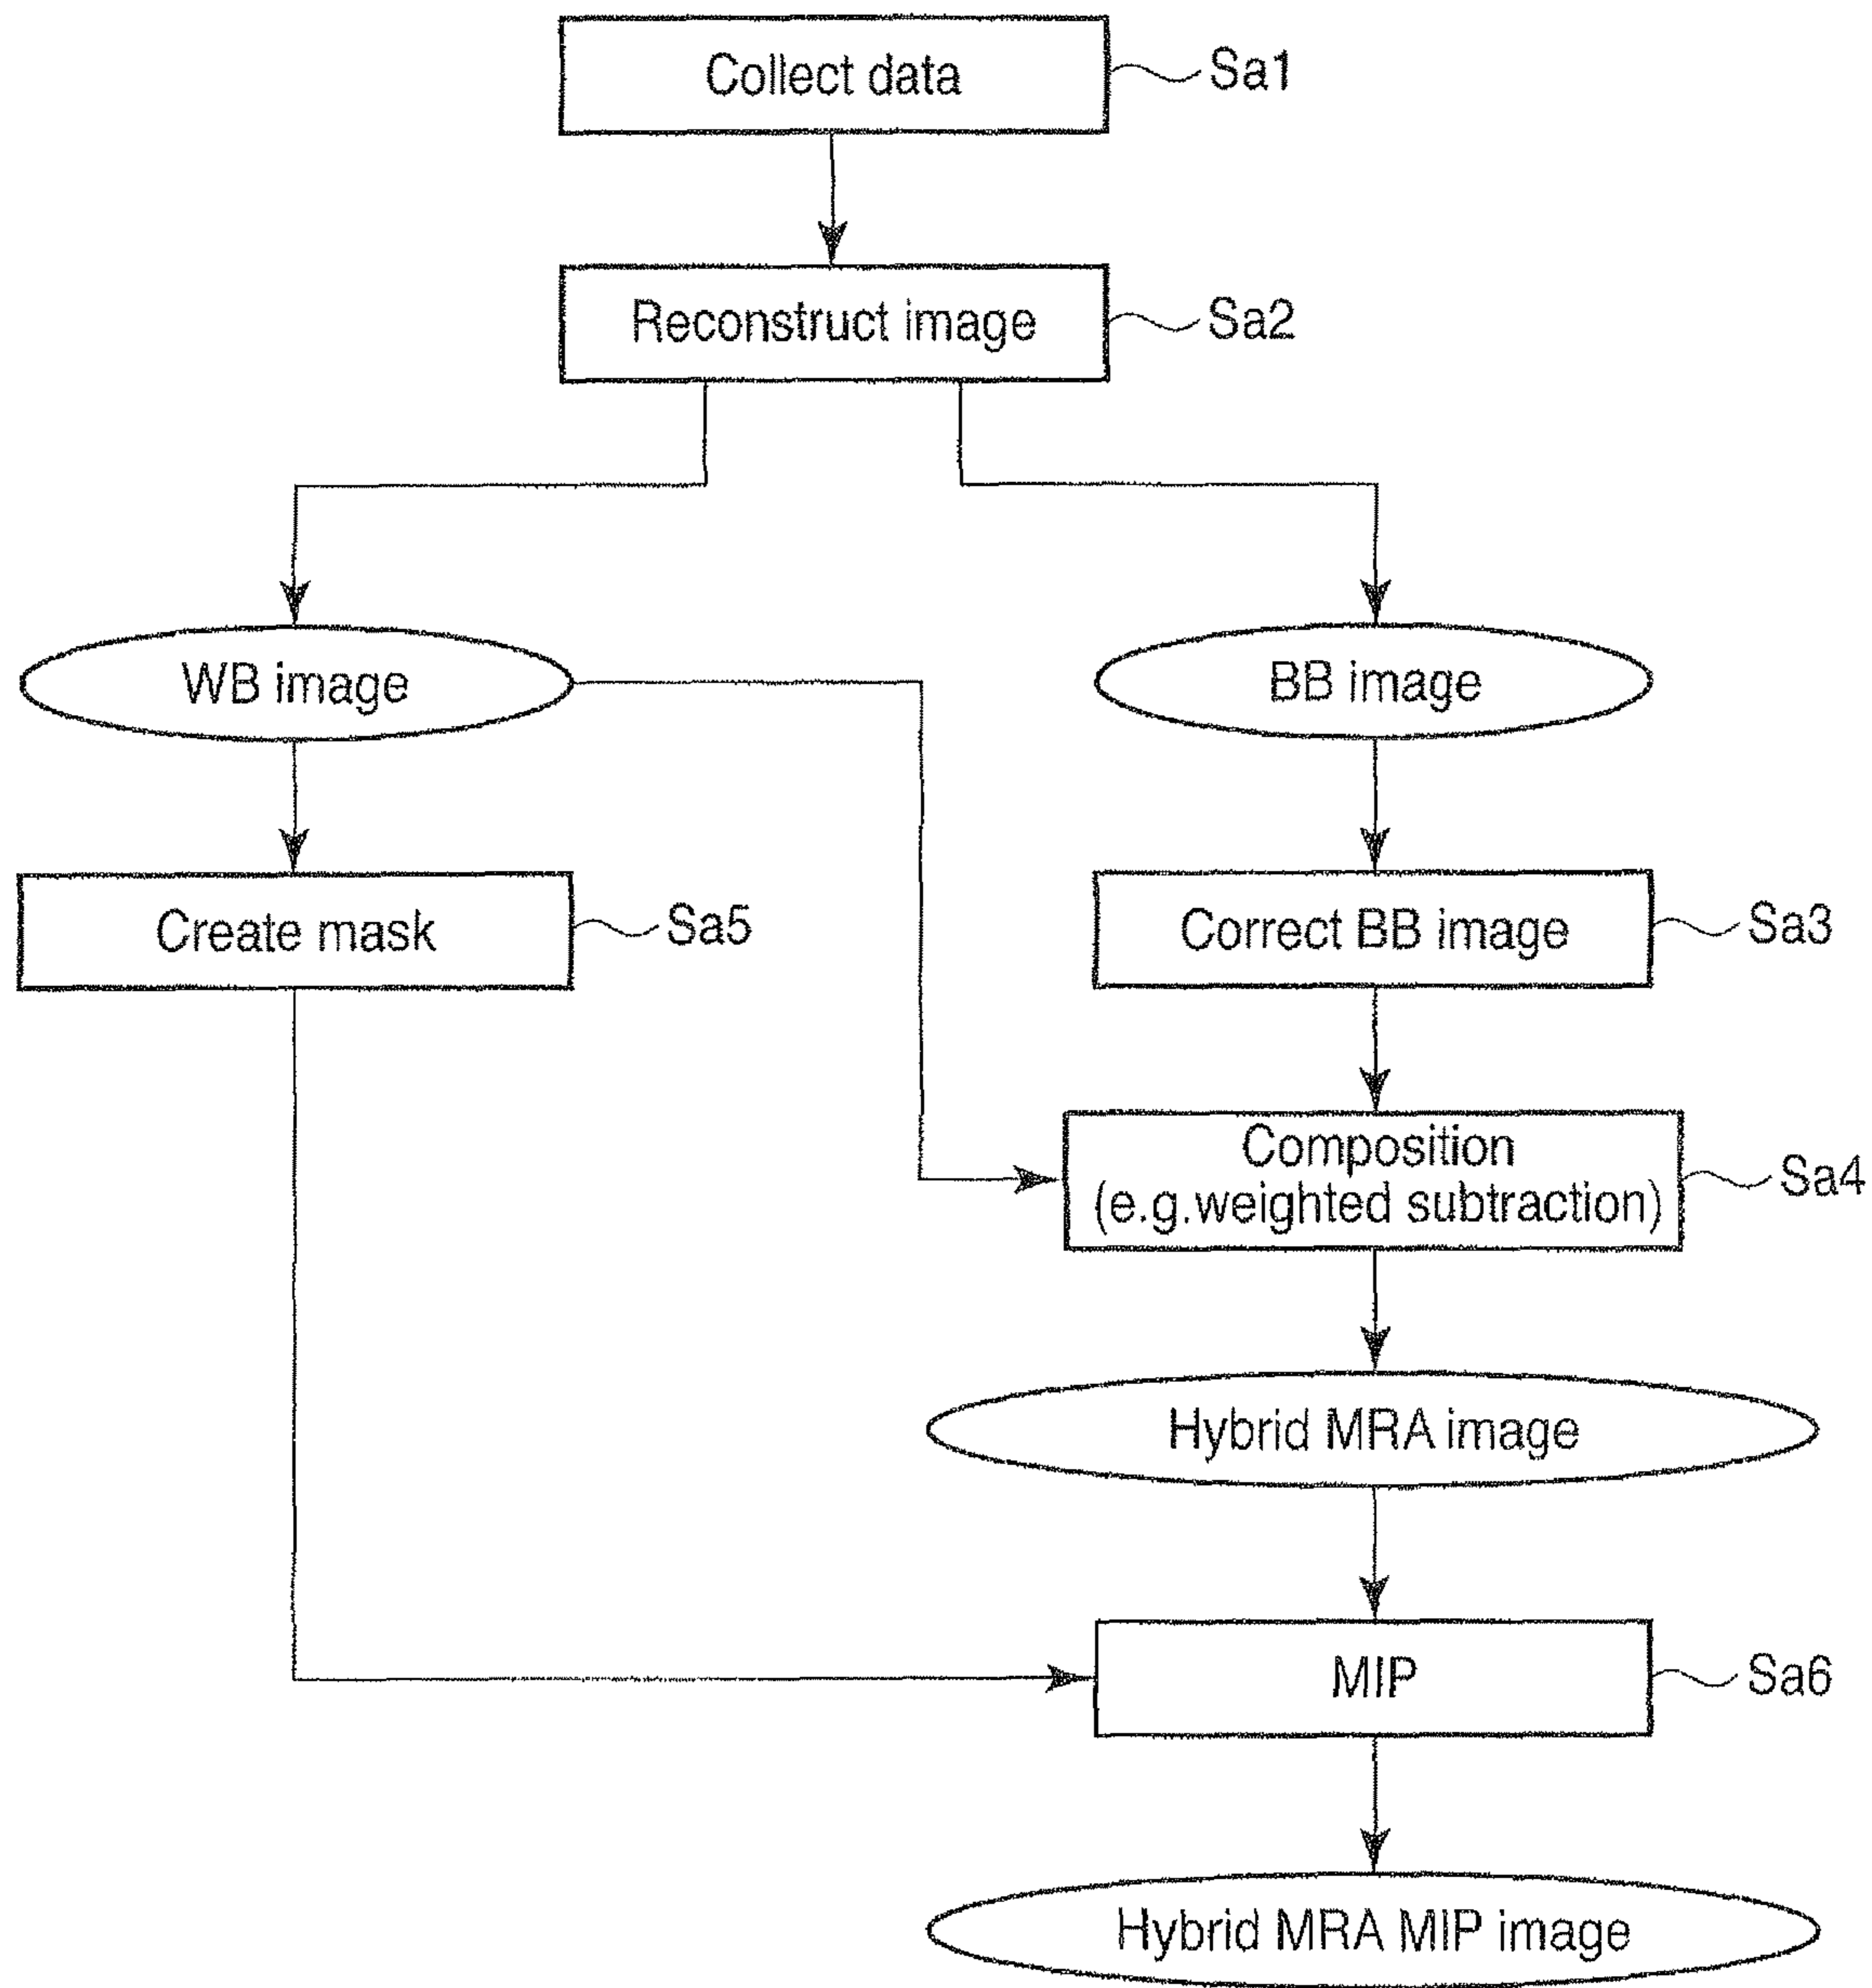 Collect data
Sa1
Reconstruct image
Sa2
WB image
BB image
Create mask
Sa5
Correct BB image
Sa3
Composition
(e.g.weighted subtraction)
Sa4
Hybrid MRA image
MIP
Sa6
Hybrid MRA MIP image